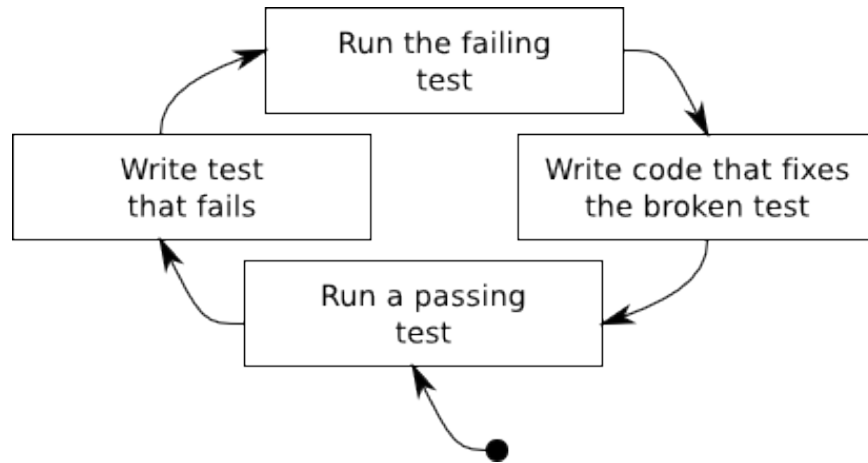 Run the failing
test
Write test
that fails
Write code that fixes
the broken test
Run a passing
test